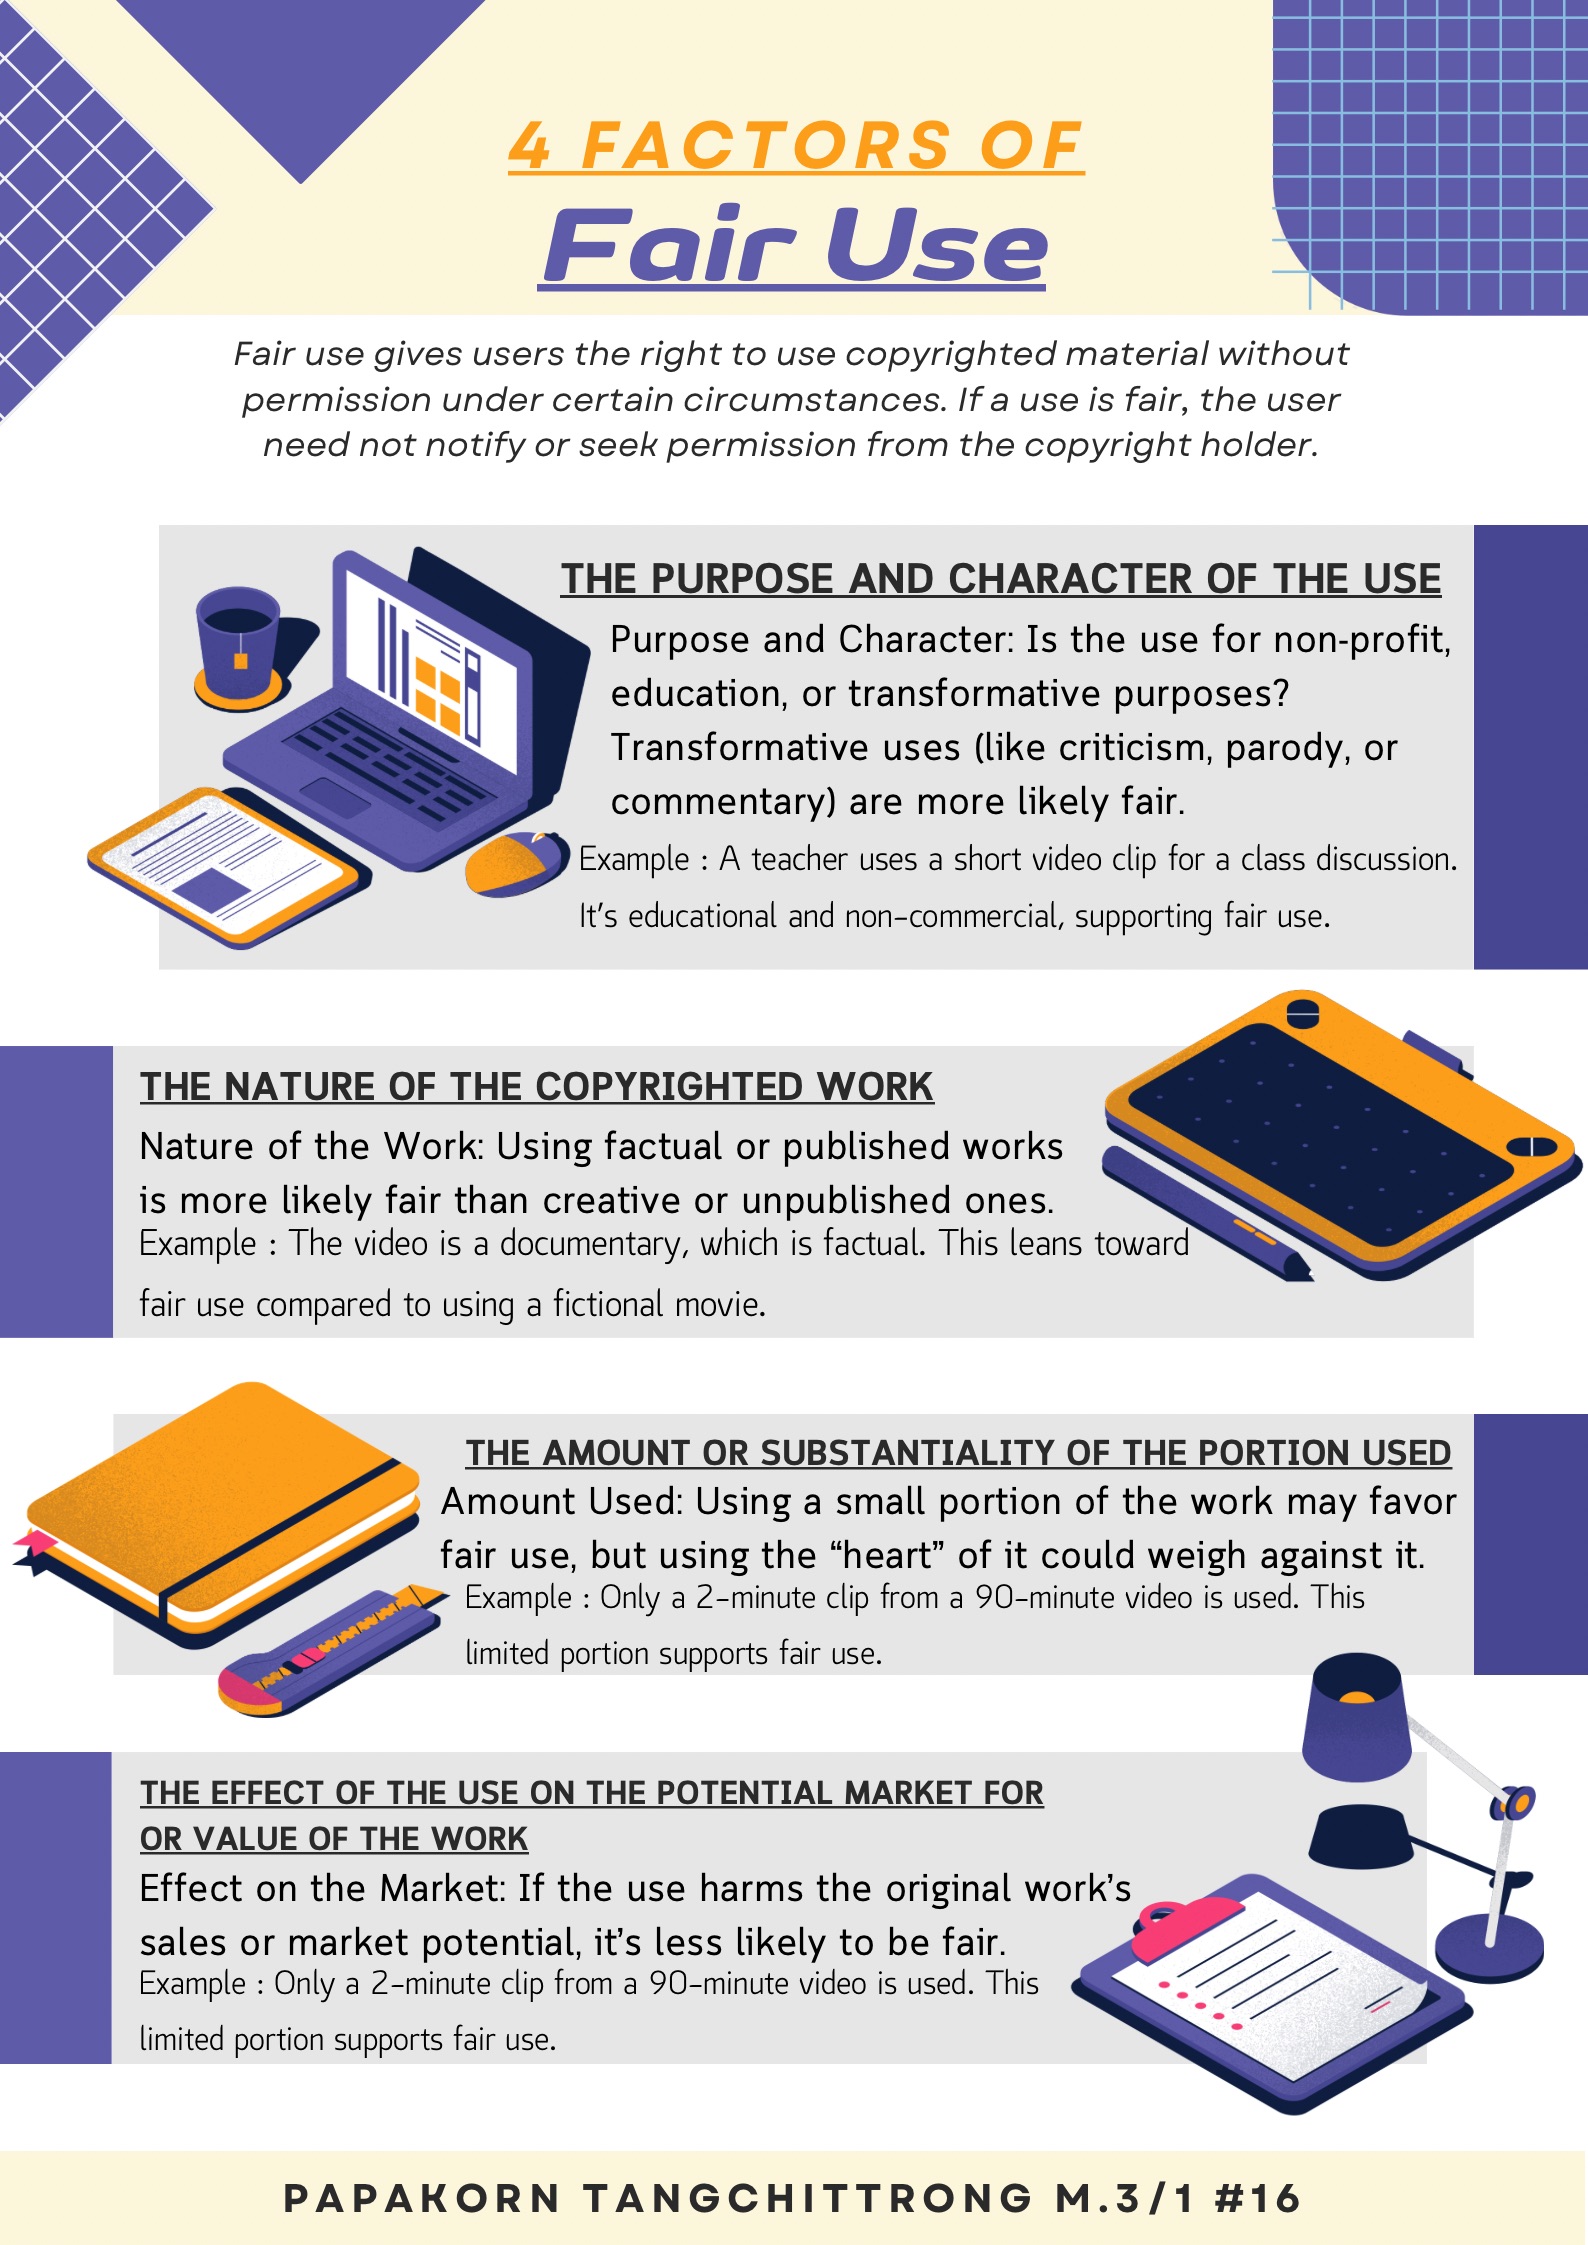 4 FACTORS OF
Fair Use
Fair use gives users the right to use copyrighted material without
permission under certain circumstances. If a use is fair, the user
need not notify or seek permission from the copyright holder.
THE PURPOSE AND CHARACTER OF THE USE
Purpose and Character: Is the use for non-profit,
education, or transformative purposes?
Transformative uses (like criticism, parody, or
commentary) are more likely fair.
Example : A teacher uses a short video clip for a class discussion.
It's educational and non-commercial, supporting fair use.
THE NATURE OF THE COPYRIGHTED WORK
Nature of the Work: Using factual or published works
is more likely fair than creative or unpublished ones.
Example : The video is a documentary, which is factual. This leans toward
fair use compared to using a fictional movie.
THE AMOUNT OR SUBSTANTIALITY OF THE PORTION USED
Amount Used: Using a small portion of the work may favor
fair use, but using the “heart” of it could weigh against it.
Example : Only a 2-minute clip from a 90-minute video is used. This
limited portion supports fair use.
THE EFFECT OF THE USE ON THE POTENTIAL MARKET FOR
OR VALUE OF THE WORK
Effect on the Market: If the use harms the original work’s
sales or market potential, it’s less likely to be fair.
Example : Only a 2-minute clip from a 90-minute video is used. This
limited portion supports fair use.
PAPAKORN TANGCHITTRONG M.3/1 #16